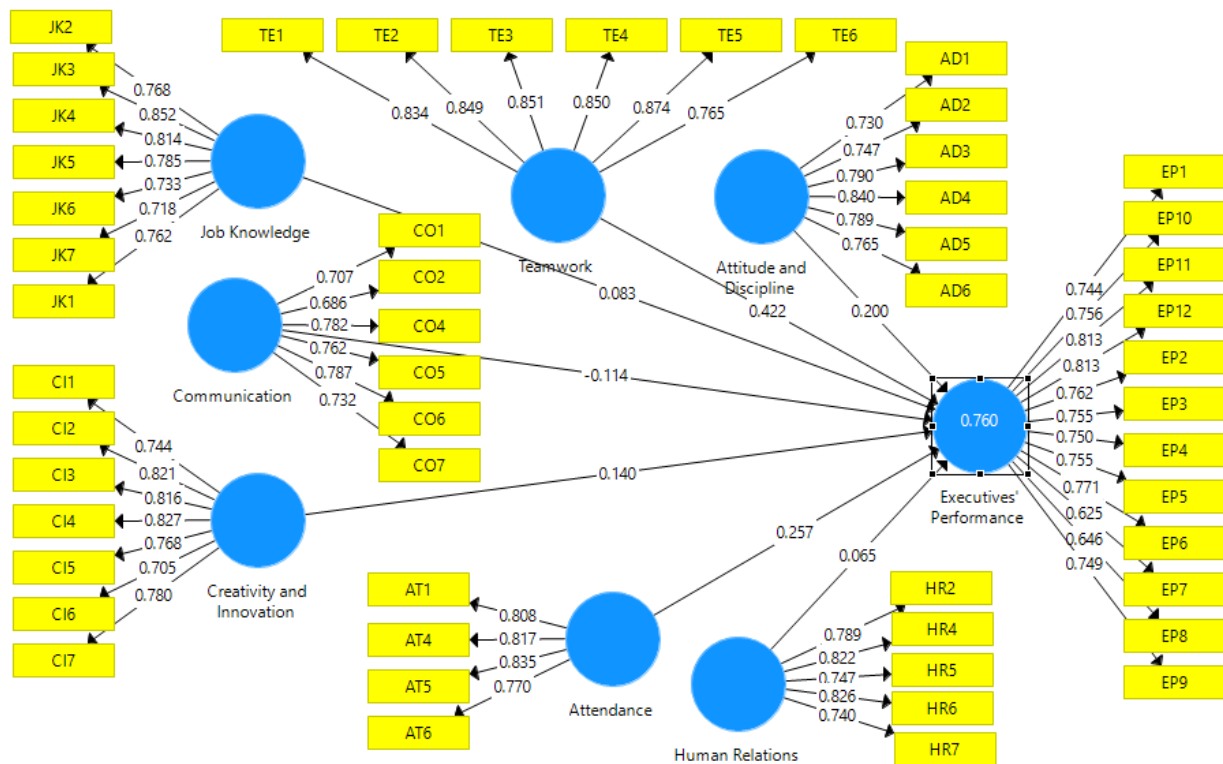 JK2
JK3
JK4
JK5
JK6
JK7
JK1
0.768
0.852
0.814
0.785
0.733
0.718
0.762
Job Knowledge
TE1
TE2
TE3
TE4
TE5
TE6
0.834
0.849
0.851
0.850
0.874
0.765
Teamwork
AD1
AD2
AD3
AD4
AD5
AD6
0.730
0.747
0.790
0.840
0.789
0.765
Attitude and
Discipline
CO1
CO2
CO4
CO5
CO6
CO7
0.707
0.686
0.782
0.762
0.787
0.732
Communication
0.083
0.422
0.200
-0.114
0.140
0.257
0.065
CI1
CI2
CI3
CI4
CI5
CI6
CI7
0.744
0.821
0.816
0.827
0.768
0.705
0.780
Creativity and
Innovation
AT1
AT4
AT5
AT6
0.808
0.817
0.835
0.770
Attendance
HR2
HR4
HR5
HR6
HR7
0.789
0.822
0.747
0.826
0.740
Human Relations
0.760
Executives'
Performance
EP1
EP10
EP11
EP12
EP2
EP3
EP4
EP5
EP6
EP7
EP8
EP9
0.744
0.756
0.813
0.813
0.762
0.755
0.750
0.755
0.771
0.625
0.646
0.749